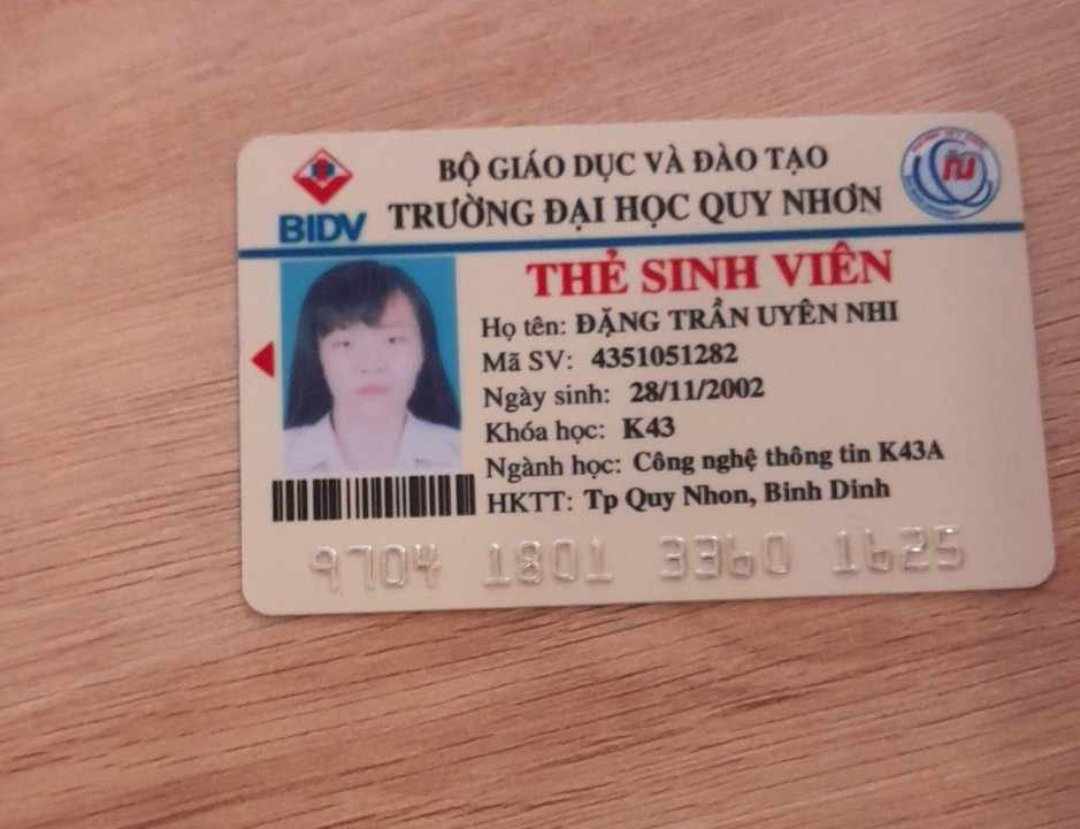 BIDV
BỘ GIÁO DỤC VÀ ĐÀO TẠO
TRƯỜNG ĐẠI HỌC QUY NHƠN
THẺ SINH VIÊN
Họ tên: ĐẶNG TRẦN UYÊN NHI
Mã SV: 4351051282
Ngày sinh: 28/11/2002
Khóa học: K43
Ngành học: Công nghệ thông tin K43A
HKTT: Tp Quy Nhon, Binh Dinh
9704 1801 3360 1625